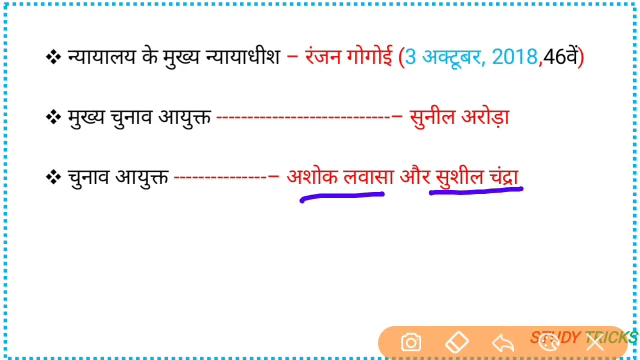 ❖ न्यायालय के मुख्य न्यायाधीश – रंजन गोगोई (3 अक्टूबर, 2018,46वें)
❖ मुख्य चुनाव आयुक्त ----------------------------– सुनील अरोड़ा
❖ चुनाव आयुक्त ---------------– अशोक लवासा और सुशील चंद्रा
STUDY TRICKS